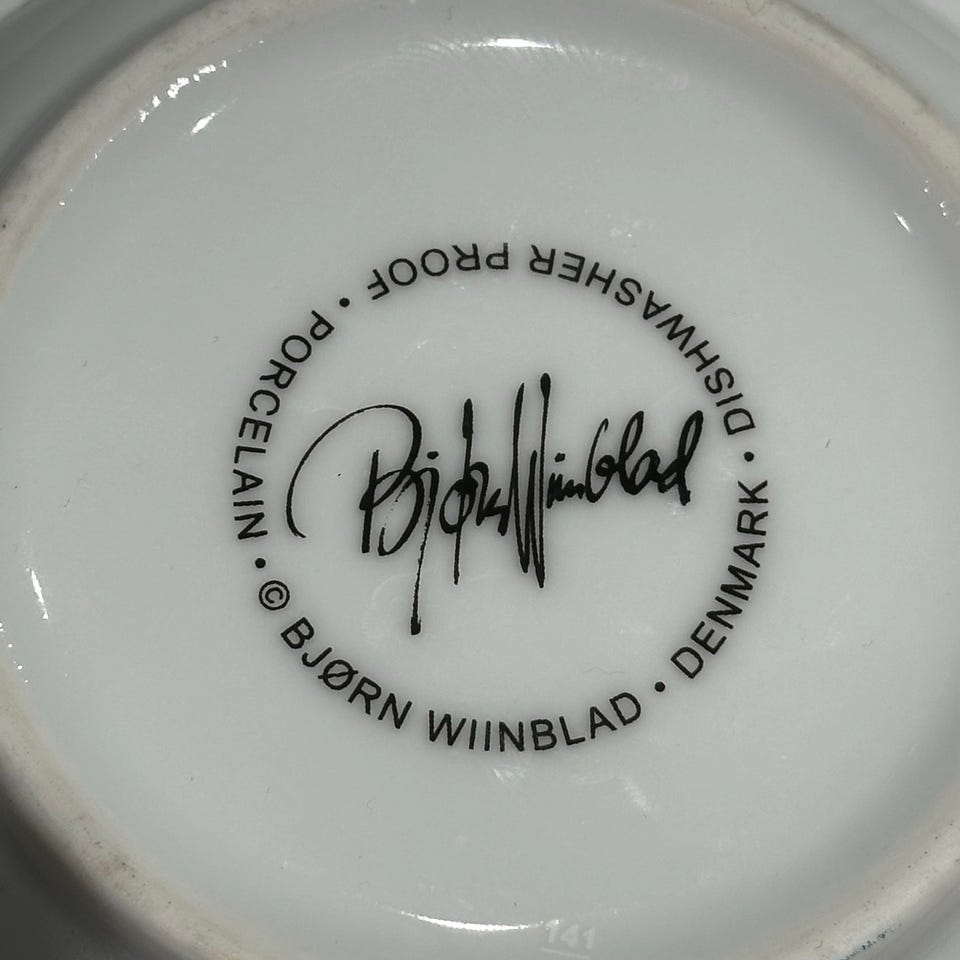 Bjørn Wiinblad
© BJØRN WIINBLAD • DENMARK • DISHWASHER PROOF • PORCELAIN •
141